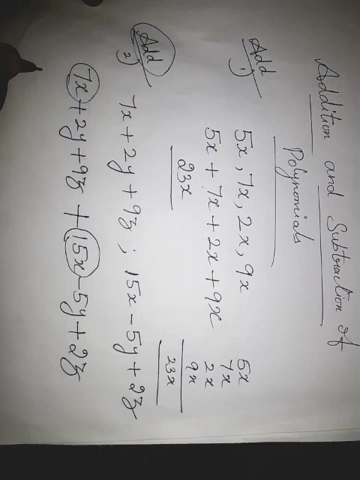 Addition and Subtraction of
Polynomials
Add
1) 5x, 7x, 2x, 9x
5x + 7x + 2x + 9x
23x
5x
7x
2x
9x
23x
Add
2) 7x + 2y + 9z ; 15x - 5y + 2z
7x + 2y + 9z + 15x - 5y + 2z